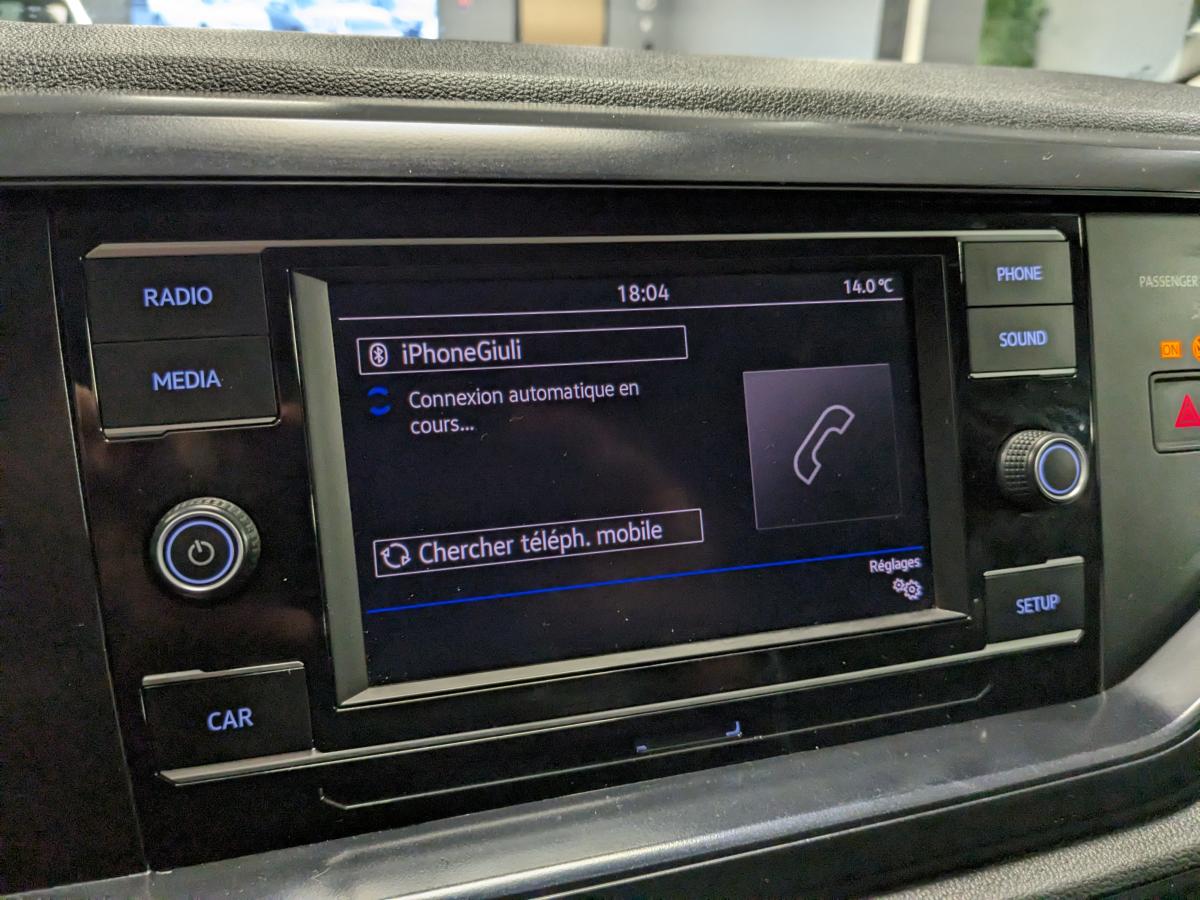 RADIO
MEDIA
CAR
18:04
14.0 °C
iPhoneGiuli
Connexion automatique en
cours...
Chercher téléph. mobile
Réglages
PHONE
SOUND
SETUP
PASSENGER
ON